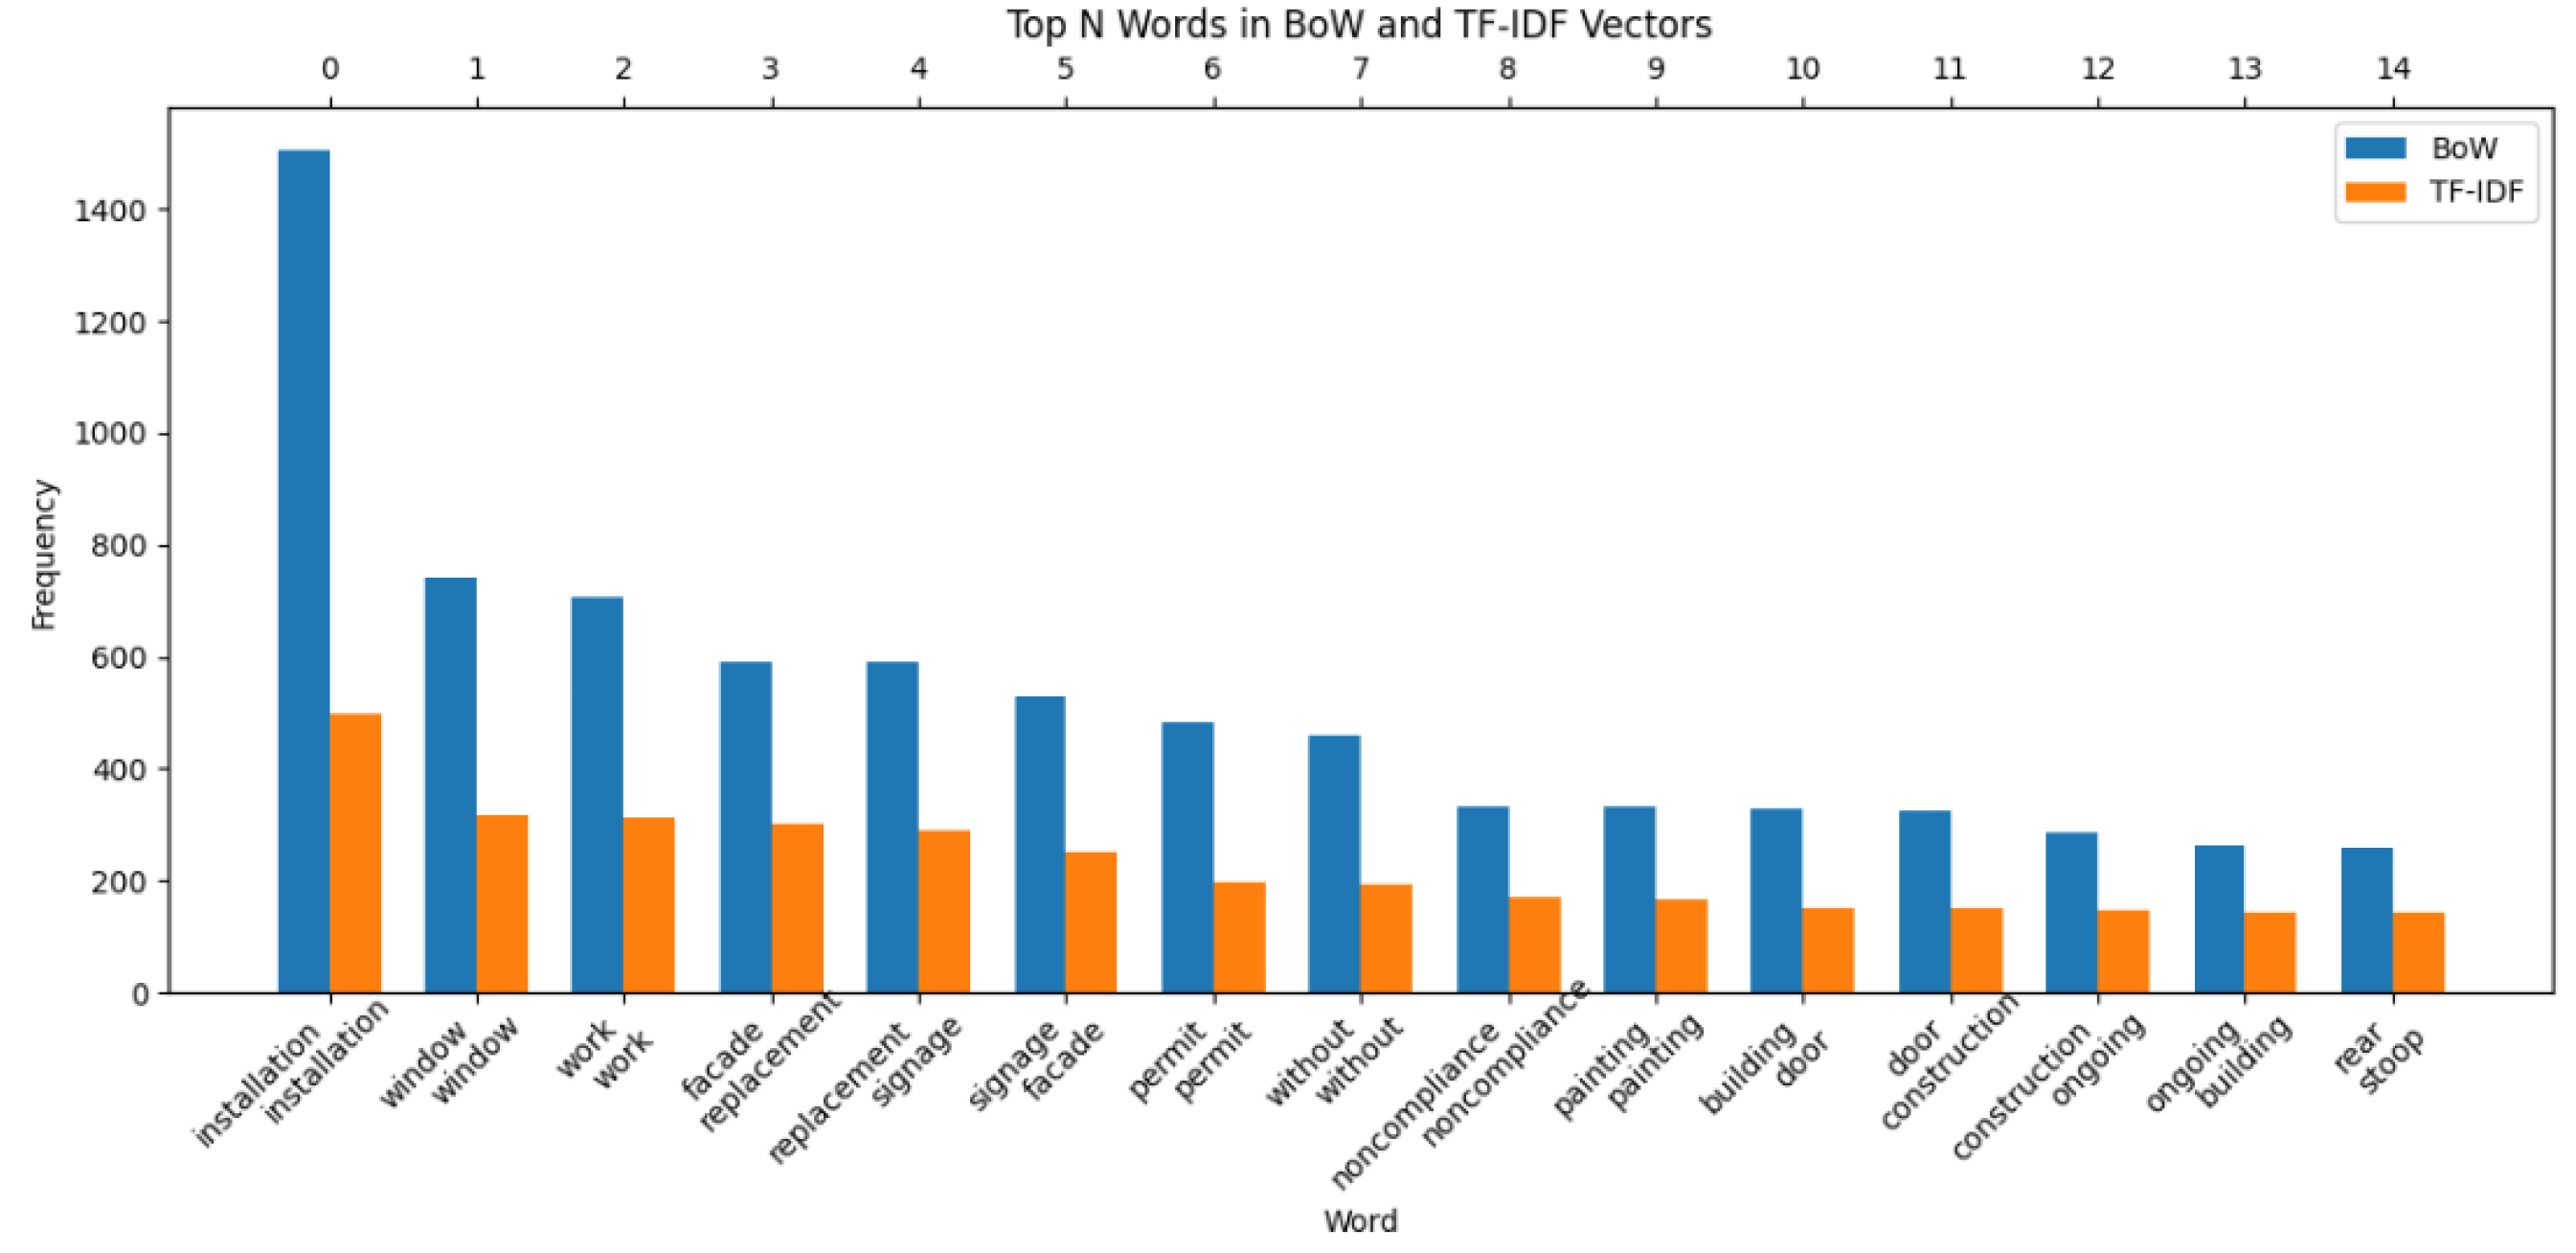 Top N Words in BoW and TF-IDF Vectors
0 1 2 3 4 5 6 7 8 9 10 11 12 13 14
BoW
TF-IDF
1400
1200
1000
800
600
400
200
0
Frequency
installation
installation
window
window
work
work
facade
replacement
replacement
signage
signage
facade
permit
permit
without
without
noncompliance
noncompliance
painting
painting
building
door
door
construction
construction
ongoing
ongoing
building
rear
stoop
Word